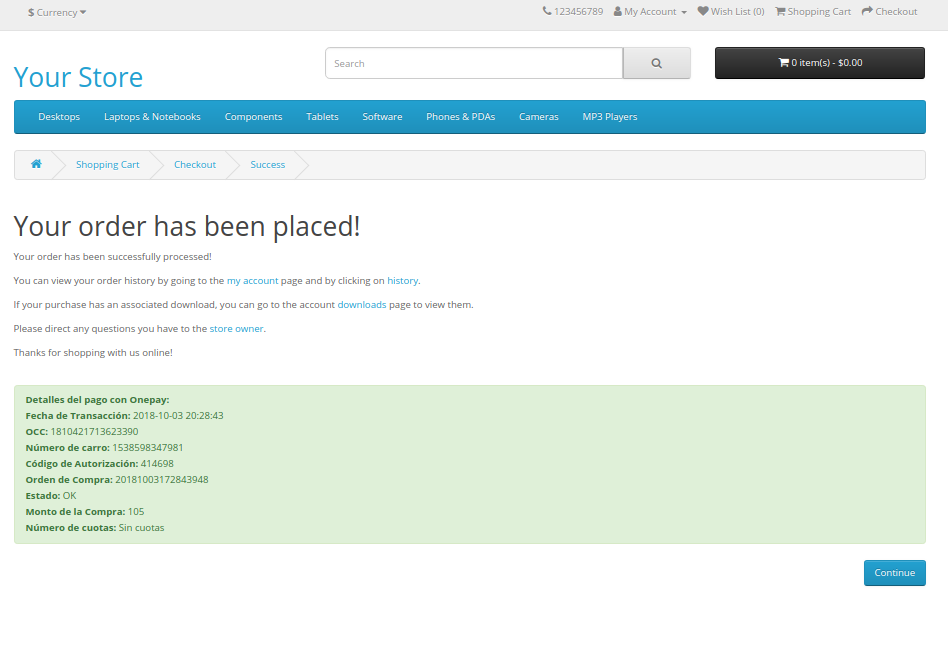 $ Currency 123456789 My Account Wish List (0) Shopping Cart Checkout
Your Store
Search
0 item(s) - $0.00
Desktops Laptops & Notebooks Components Tablets Software Phones & PDAs Cameras MP3 Players
Shopping Cart Checkout Success
Your order has been placed!
Your order has been successfully processed!
You can view your order history by going to the my account page and by clicking on history.
If your purchase has an associated download, you can go to the account downloads page to view them.
Please direct any questions you have to the store owner.
Thanks for shopping with us online!
Detalles del pago con Onepay:
Fecha de Transacción: 2018-10-03 20:28:43
OCC: 1810421713623390
Número de carro: 1538598347981
Código de Autorización: 414698
Orden de Compra: 20181003172843948
Estado: OK
Monto de la Compra: 105
Número de cuotas: Sin cuotas
Continue